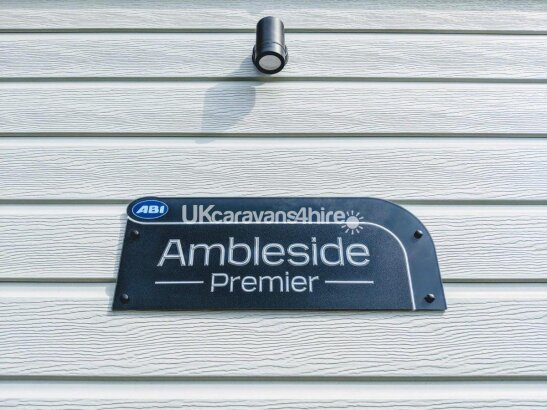 ABI
UKcaravans4hire
Ambleside
Premier